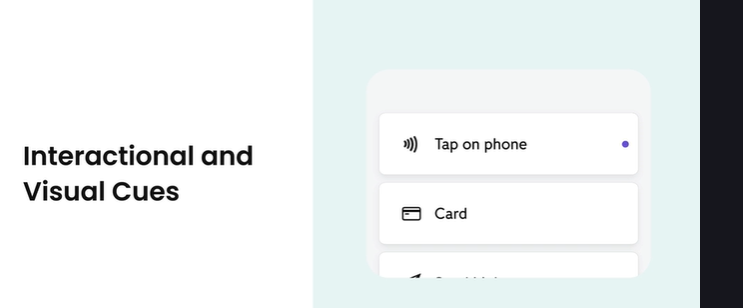 Interactional and
Visual Cues
Tap on phone
Card